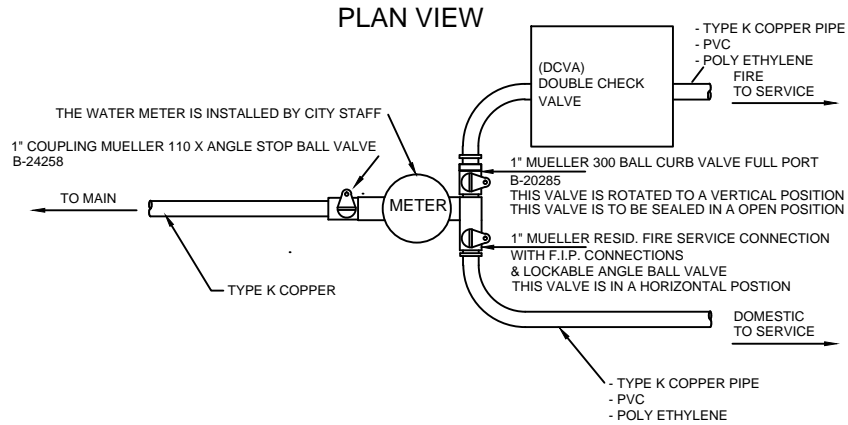 PLAN VIEW
- TYPE K COPPER PIPE
- PVC
- POLY ETHYLENE
FIRE
TO SERVICE
(DCVA)
DOUBLE CHECK
VALVE
THE WATER METER IS INSTALLED BY CITY STAFF
1" COUPLING MUELLER 110 X ANGLE STOP BALL VALVE
B-24258
TO MAIN
METER
TYPE K COPPER
1" MUELLER 300 BALL CURB VALVE FULL PORT
B-20285
THIS VALVE IS ROTATED TO A VERTICAL POSITION
THIS VALVE IS TO BE SEALED IN A OPEN POSITION
1" MUELLER RESID. FIRE SERVICE CONNECTION
WITH F.I.P. CONNECTIONS
& LOCKABLE ANGLE BALL VALVE
THIS VALVE IS IN A HORIZONTAL POSTION
DOMESTIC
TO SERVICE
- TYPE K COPPER PIPE
- PVC
- POLY ETHYLENE